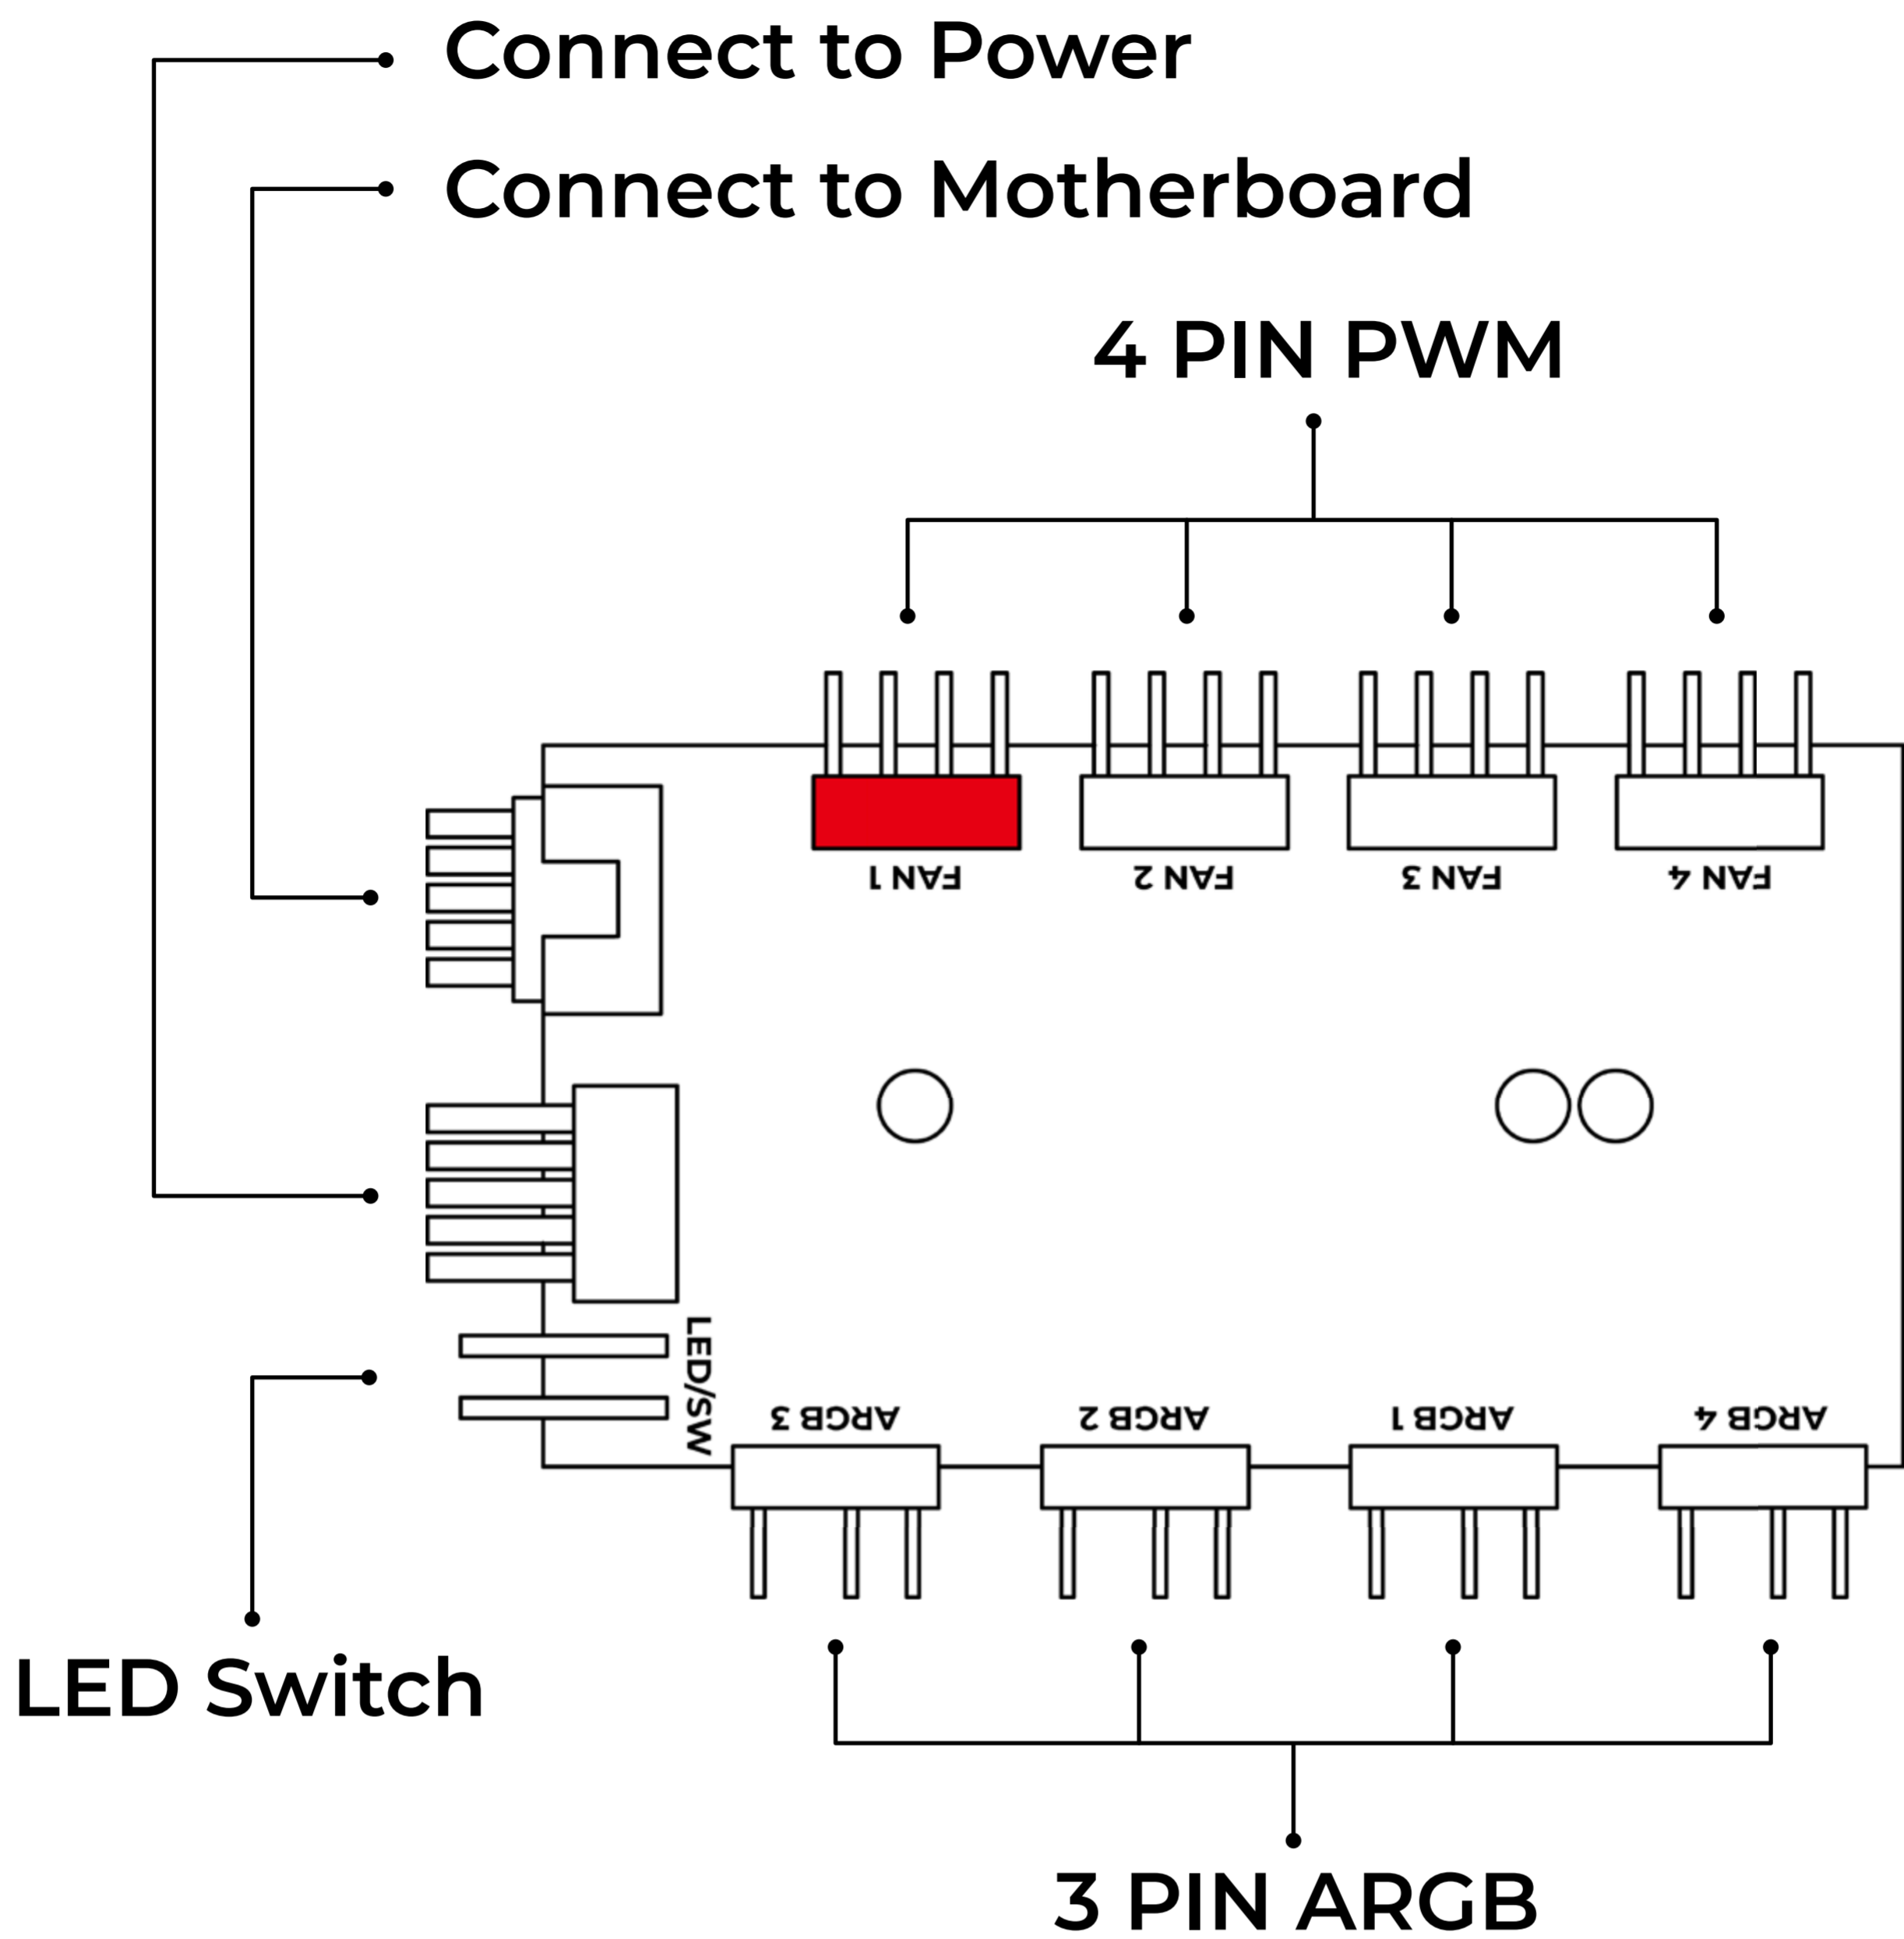 Connect to Power
Connect to Motherboard
4 PIN PWM
FAN 1
FAN 2
FAN 3
FAN 4
LED/SW
ARGB 3
ARGB 2
ARGB 1
ARGB 4
LED Switch
3 PIN ARGB